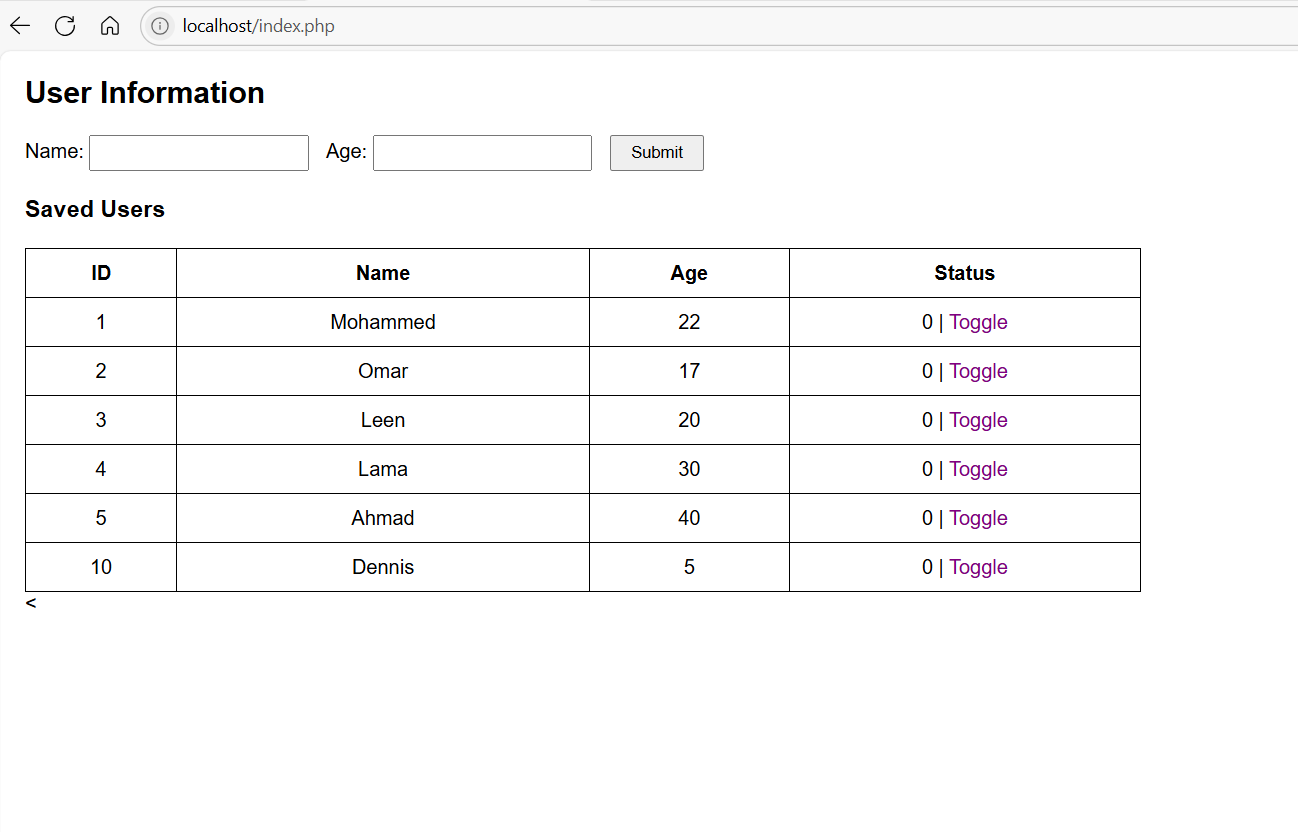 localhost/index.php
User Information
Name: Age: Submit
Saved Users
ID Name Age Status
1 Mohammed 22 0 | Toggle
2 Omar 17 0 | Toggle
3 Leen 20 0 | Toggle
4 Lama 30 0 | Toggle
5 Ahmad 40 0 | Toggle
10 Dennis 5 0 | Toggle
<